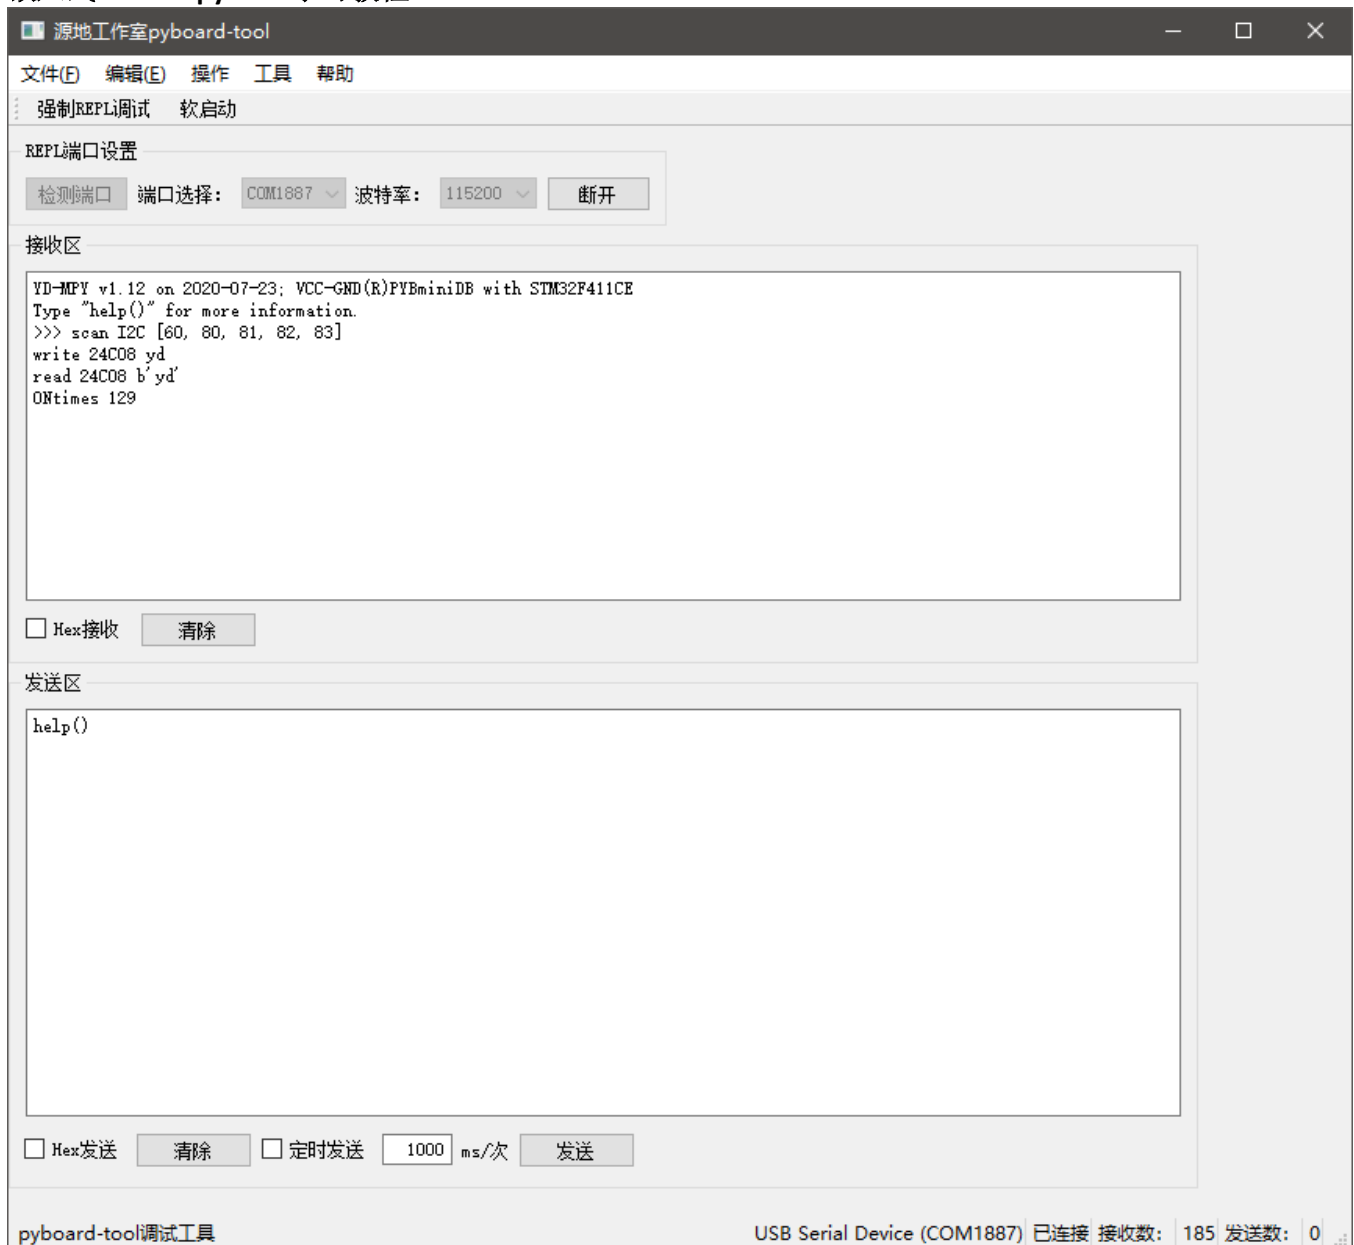 源地工作室pyboard-tool
文件(F) 编辑(E) 操作 工具 帮助
强制REPL调试 软启动
REPL端口设置
检测端口 端口选择： COM1887 波特率： 115200 断开
接收区
YD-MPY v1.12 on 2020-07-23; VCC-GND(R)PYBminiDB with STM32F411CE
Type "help()" for more information.
>>> scan I2C [60, 80, 81, 82, 83]
write 24C08 yd
read 24C08 b'yd'
ONtimes 129
Hex接收 清除
发送区
help()
Hex发送 清除 定时发送 1000 ms/次 发送
pyboard-tool调试工具 USB Serial Device (COM1887) 已连接 接收数： 185 发送数： 0